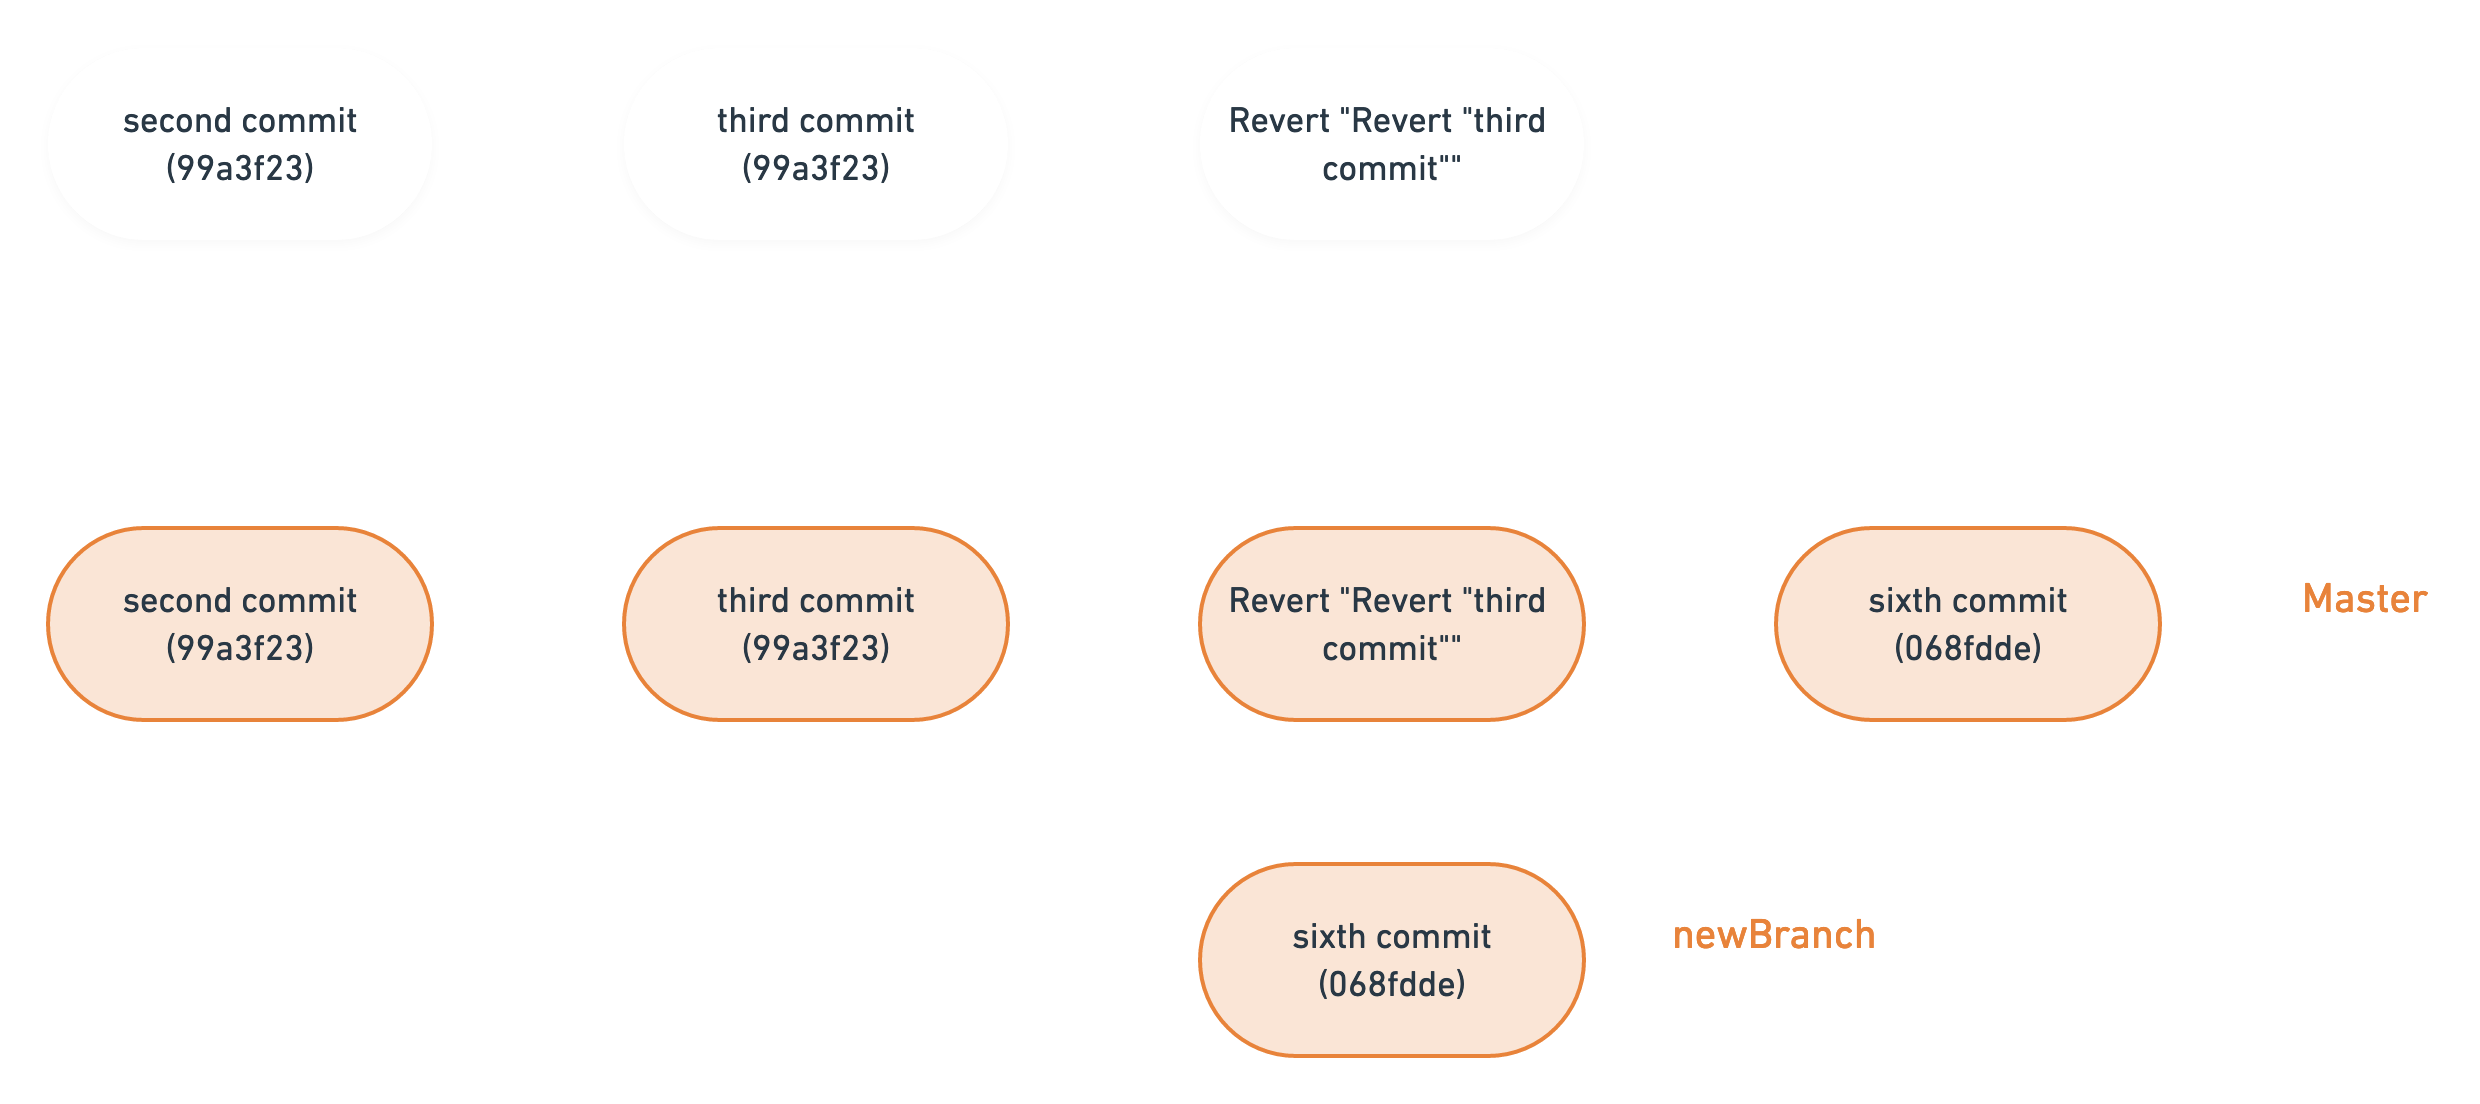 second commit
(99a3f23)
third commit
(99a3f23)
Revert "Revert "third
commit""
second commit
(99a3f23)
third commit
(99a3f23)
Revert "Revert "third
commit""
sixth commit
(068fdde)
Master
sixth commit
(068fdde)
newBranch